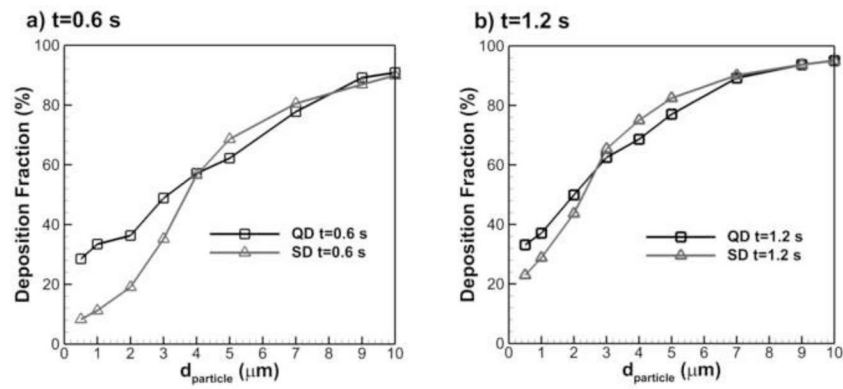 a) t=0.6 s
100
80
60
40
20
0
Deposition Fraction (%)
QD t=0.6 s
SD t=0.6 s
0 1 2 3 4 5 6 7 8 9 10
d_particle (μm)
b) t=1.2 s
100
80
60
40
20
0
Deposition Fraction (%)
QD t=1.2 s
SD t=1.2 s
0 1 2 3 4 5 6 7 8 9 10
d_particle (μm)